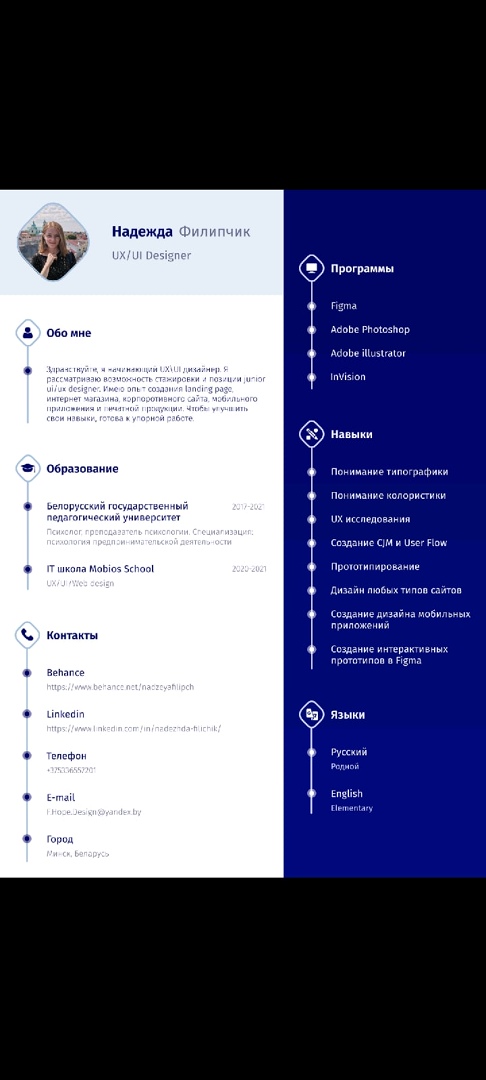 Надежда Филипчик
UX/UI Designer
Обо мне
Здравствуйте, я начинающий UX\UI дизайнер. Я
рассматриваю возможность стажировки и позиции junior
ui/ux designer. Имею опыт создания landing page,
интернет магазина, корпоротивного сайта, мобильного
приложения и печатной продукции. Чтобы улучшить
свои навыки, готова к упорной работе.
Образование
Белорусский государственный 2017-2021
педагогический университет
Психолог, преподаватель психологии. Специализация:
психология предпринимательской деятельности
IT школа Mobios School 2020-2021
UX/UI/Web design
Контакты
Behance
https://www.behance.net/nadzeyafilipch
Linkedin
https://www.linkedin.com/in/nadezhda-filichik/
Телефон
+375336557201
E-mail
F.Hope.Design@yandex.by
Город
Минск, Беларусь
Программы
Figma
Adobe Photoshop
Adobe illustrator
InVision
Навыки
Понимание типографики
Понимание колористики
UX исследования
Создание CJM и User Flow
Прототипирование
Дизайн любых типов сайтов
Создание дизайна мобильных
приложений
Создание интерактивных
прототипов в Figma
Языки
Русский
Родной
English
Elementary